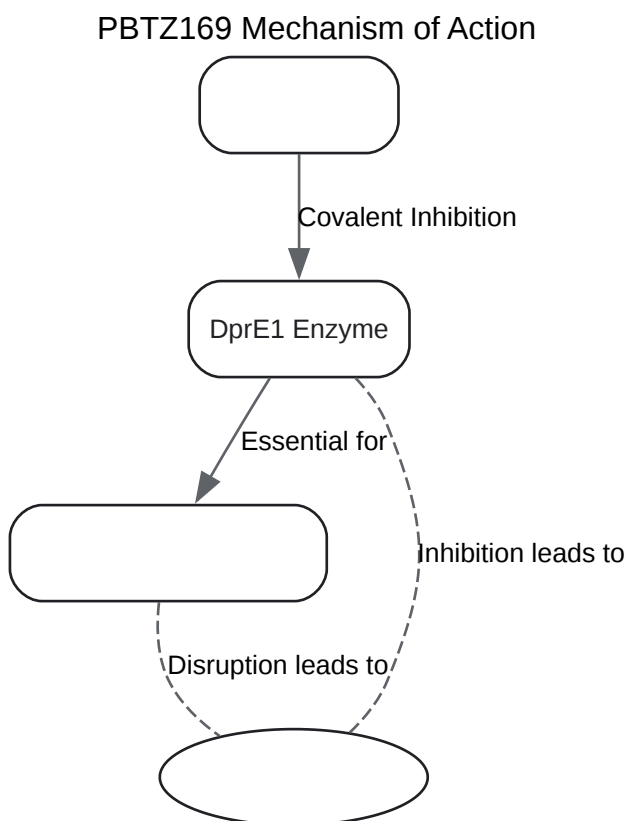 PBTZ169 Mechanism of Action
Covalent Inhibition
DprE1 Enzyme
Essential for
Inhibition leads to
Disruption leads to